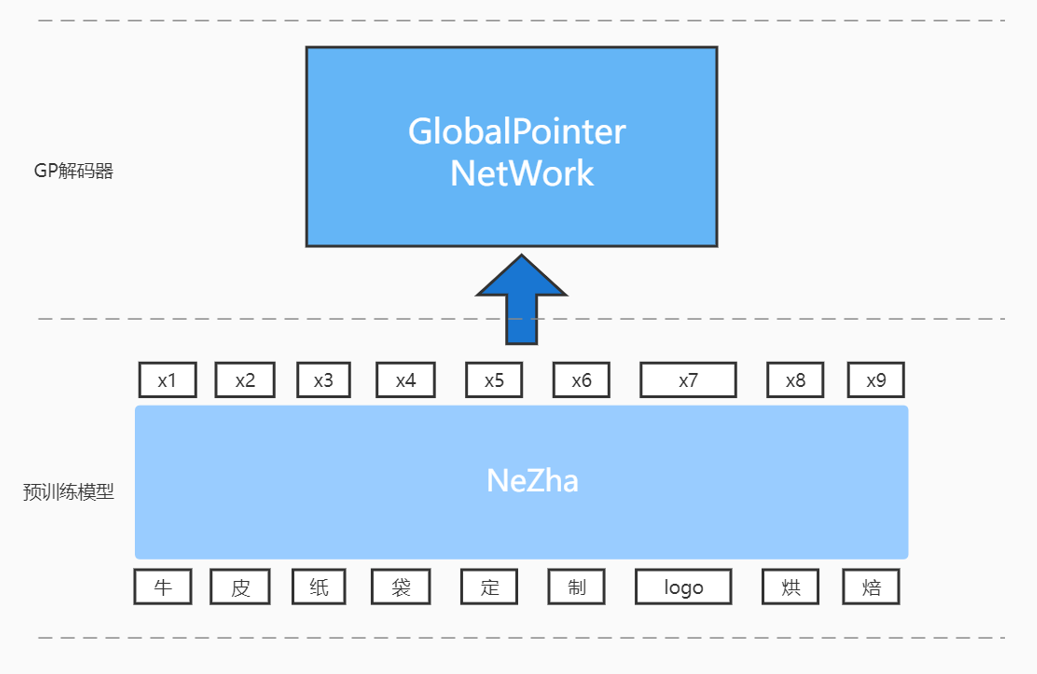 GlobalPointer
NetWork
GP解码器
x1 x2 x3 x4 x5 x6 x7 x8 x9
NeZha
预训练模型
牛 皮 纸 袋 定 制 logo 烘 焙